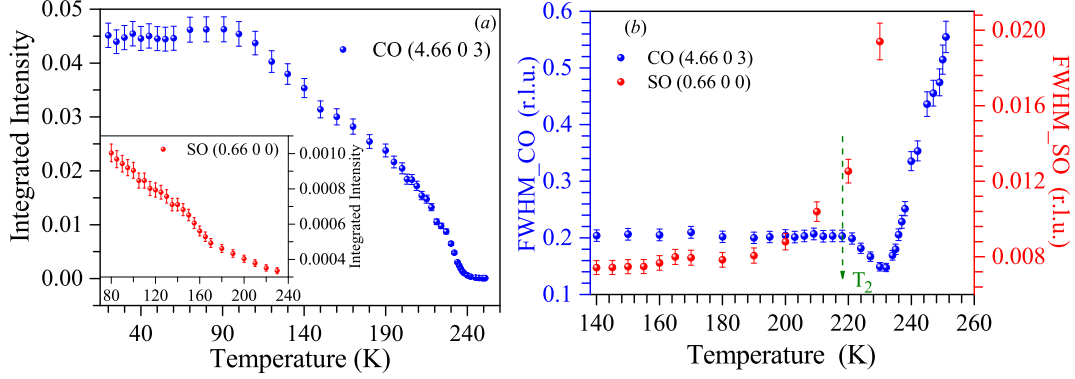 (a)
CO (4.66 0 3)
Integrated Intensity
0.05
0.04
0.03
0.02
0.01
0.00
40
90
140
190
240
Temperature (K)
SO (0.66 0 0)
Integrated Intensity
0.0010
0.0008
0.0006
0.0004
80
120
160
200
240
(b)
CO (4.66 0 3)
SO (0.66 0 0)
FWHM_CO (r.l.u.)
0.6
0.5
0.4
0.3
0.2
0.1
FWHM_SO (r.l.u.)
0.020
0.016
0.012
0.008
T2
140
160
180
200
220
240
260
Temperature (K)